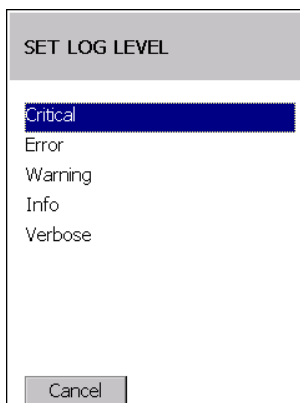 SET LOG LEVEL
Critical
Error
Warning
Info
Verbose
Cancel